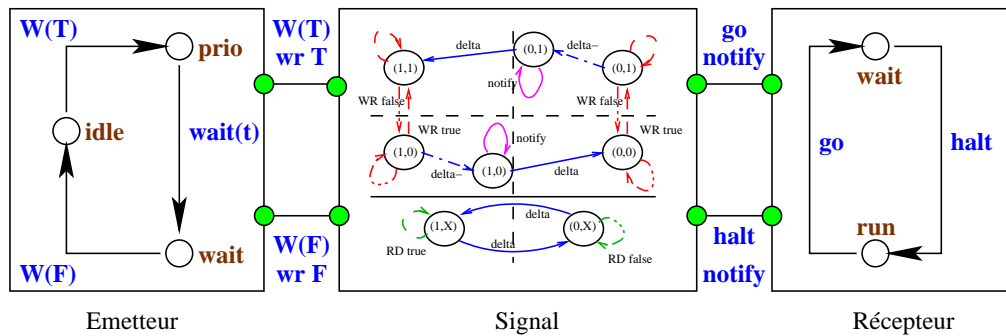 W(T)
prio
idle
wait(t)
wait
W(F)
Emetteur
W(T)
wr T
W(F)
wr F
(1,1)
delta
(0,1)
delta−
(0,1)
notify
WR false
WR false
WR true
WR true
(1,0)
delta−
notify
(1,0)
delta
(0,0)
(1,X)
delta
(0,X)
delta
RD true
RD false
Signal
go
notify
halt
notify
wait
go
halt
run
Récepteur